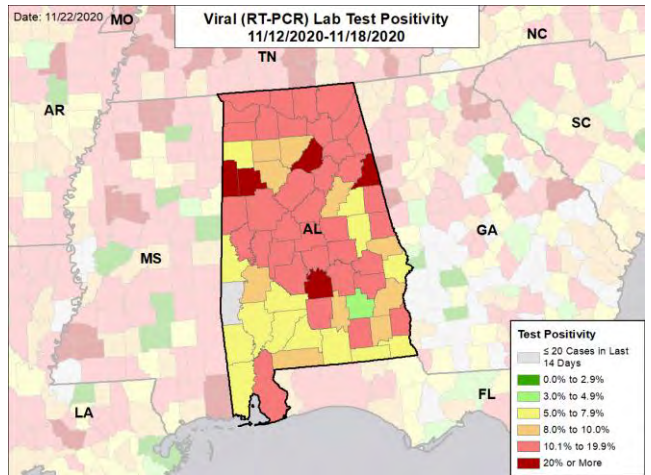 Date: 11/22/2020
Viral (RT-PCR) Lab Test Positivity
11/12/2020-11/18/2020
MO
TN
NC
AR
SC
AL
MS
GA
LA
FL
Test Positivity
≤ 20 Cases in Last
14 Days
0.0% to 2.9%
3.0% to 4.9%
5.0% to 7.9%
8.0% to 10.0%
10.1% to 19.9%
20% or More